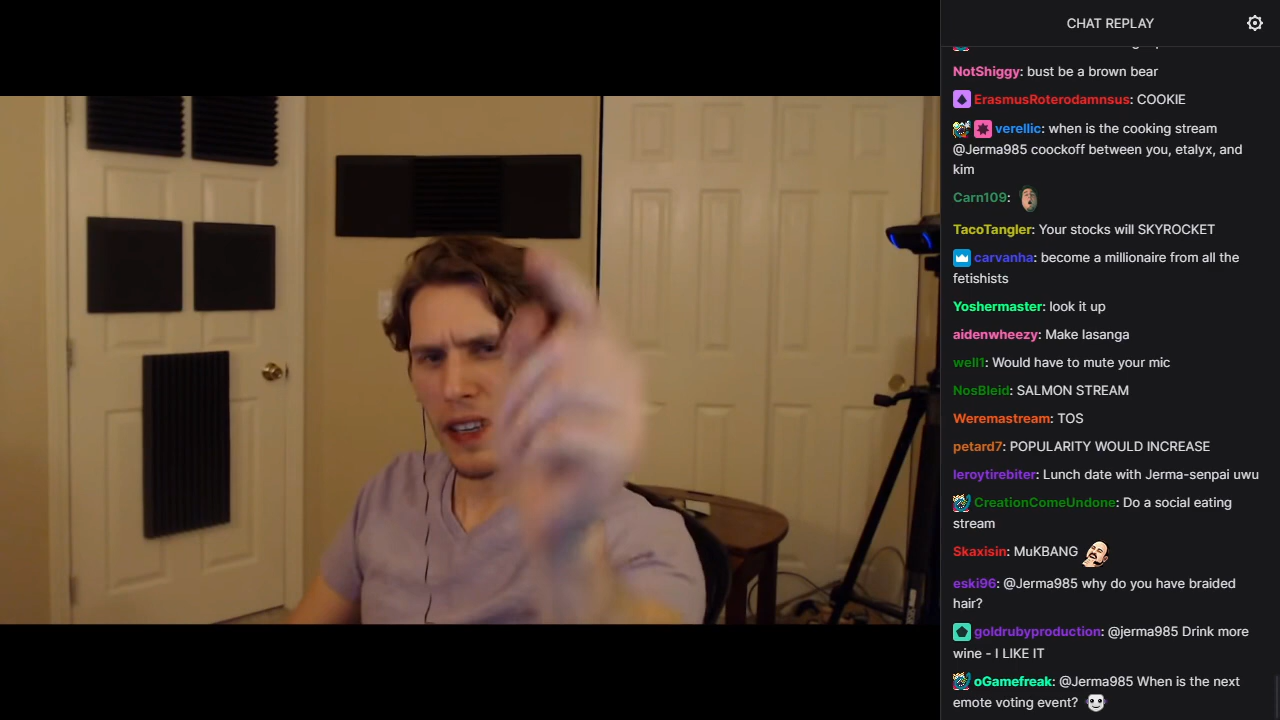 CHAT REPLAY
NotShiggy: bust be a brown bear
ErasmusRoterodamnsus: COOKIE
verellic: when is the cooking stream
@Jerma985 coockoff between you, etalyx, and
kim
Carn109:
TacoTangler: Your stocks will SKYROCKET
carvanha: become a millionaire from all the
fetishists
Yoshermaster: look it up
aidenwheezy: Make lasanga
well1: Would have to mute your mic
NosBleid: SALMON STREAM
Weremastream: TOS
petard7: POPULARITY WOULD INCREASE
leroytirebiter: Lunch date with Jerma-senpai uwu
CreationComeUndone: Do a social eating
stream
Skaxisin: MuKBANG
eski96: @Jerma985 why do you have braided
hair?
goldrubyproduction: @jerma985 Drink more
wine - I LIKE IT
oGamefreak: @Jerma985 When is the next
emote voting event?